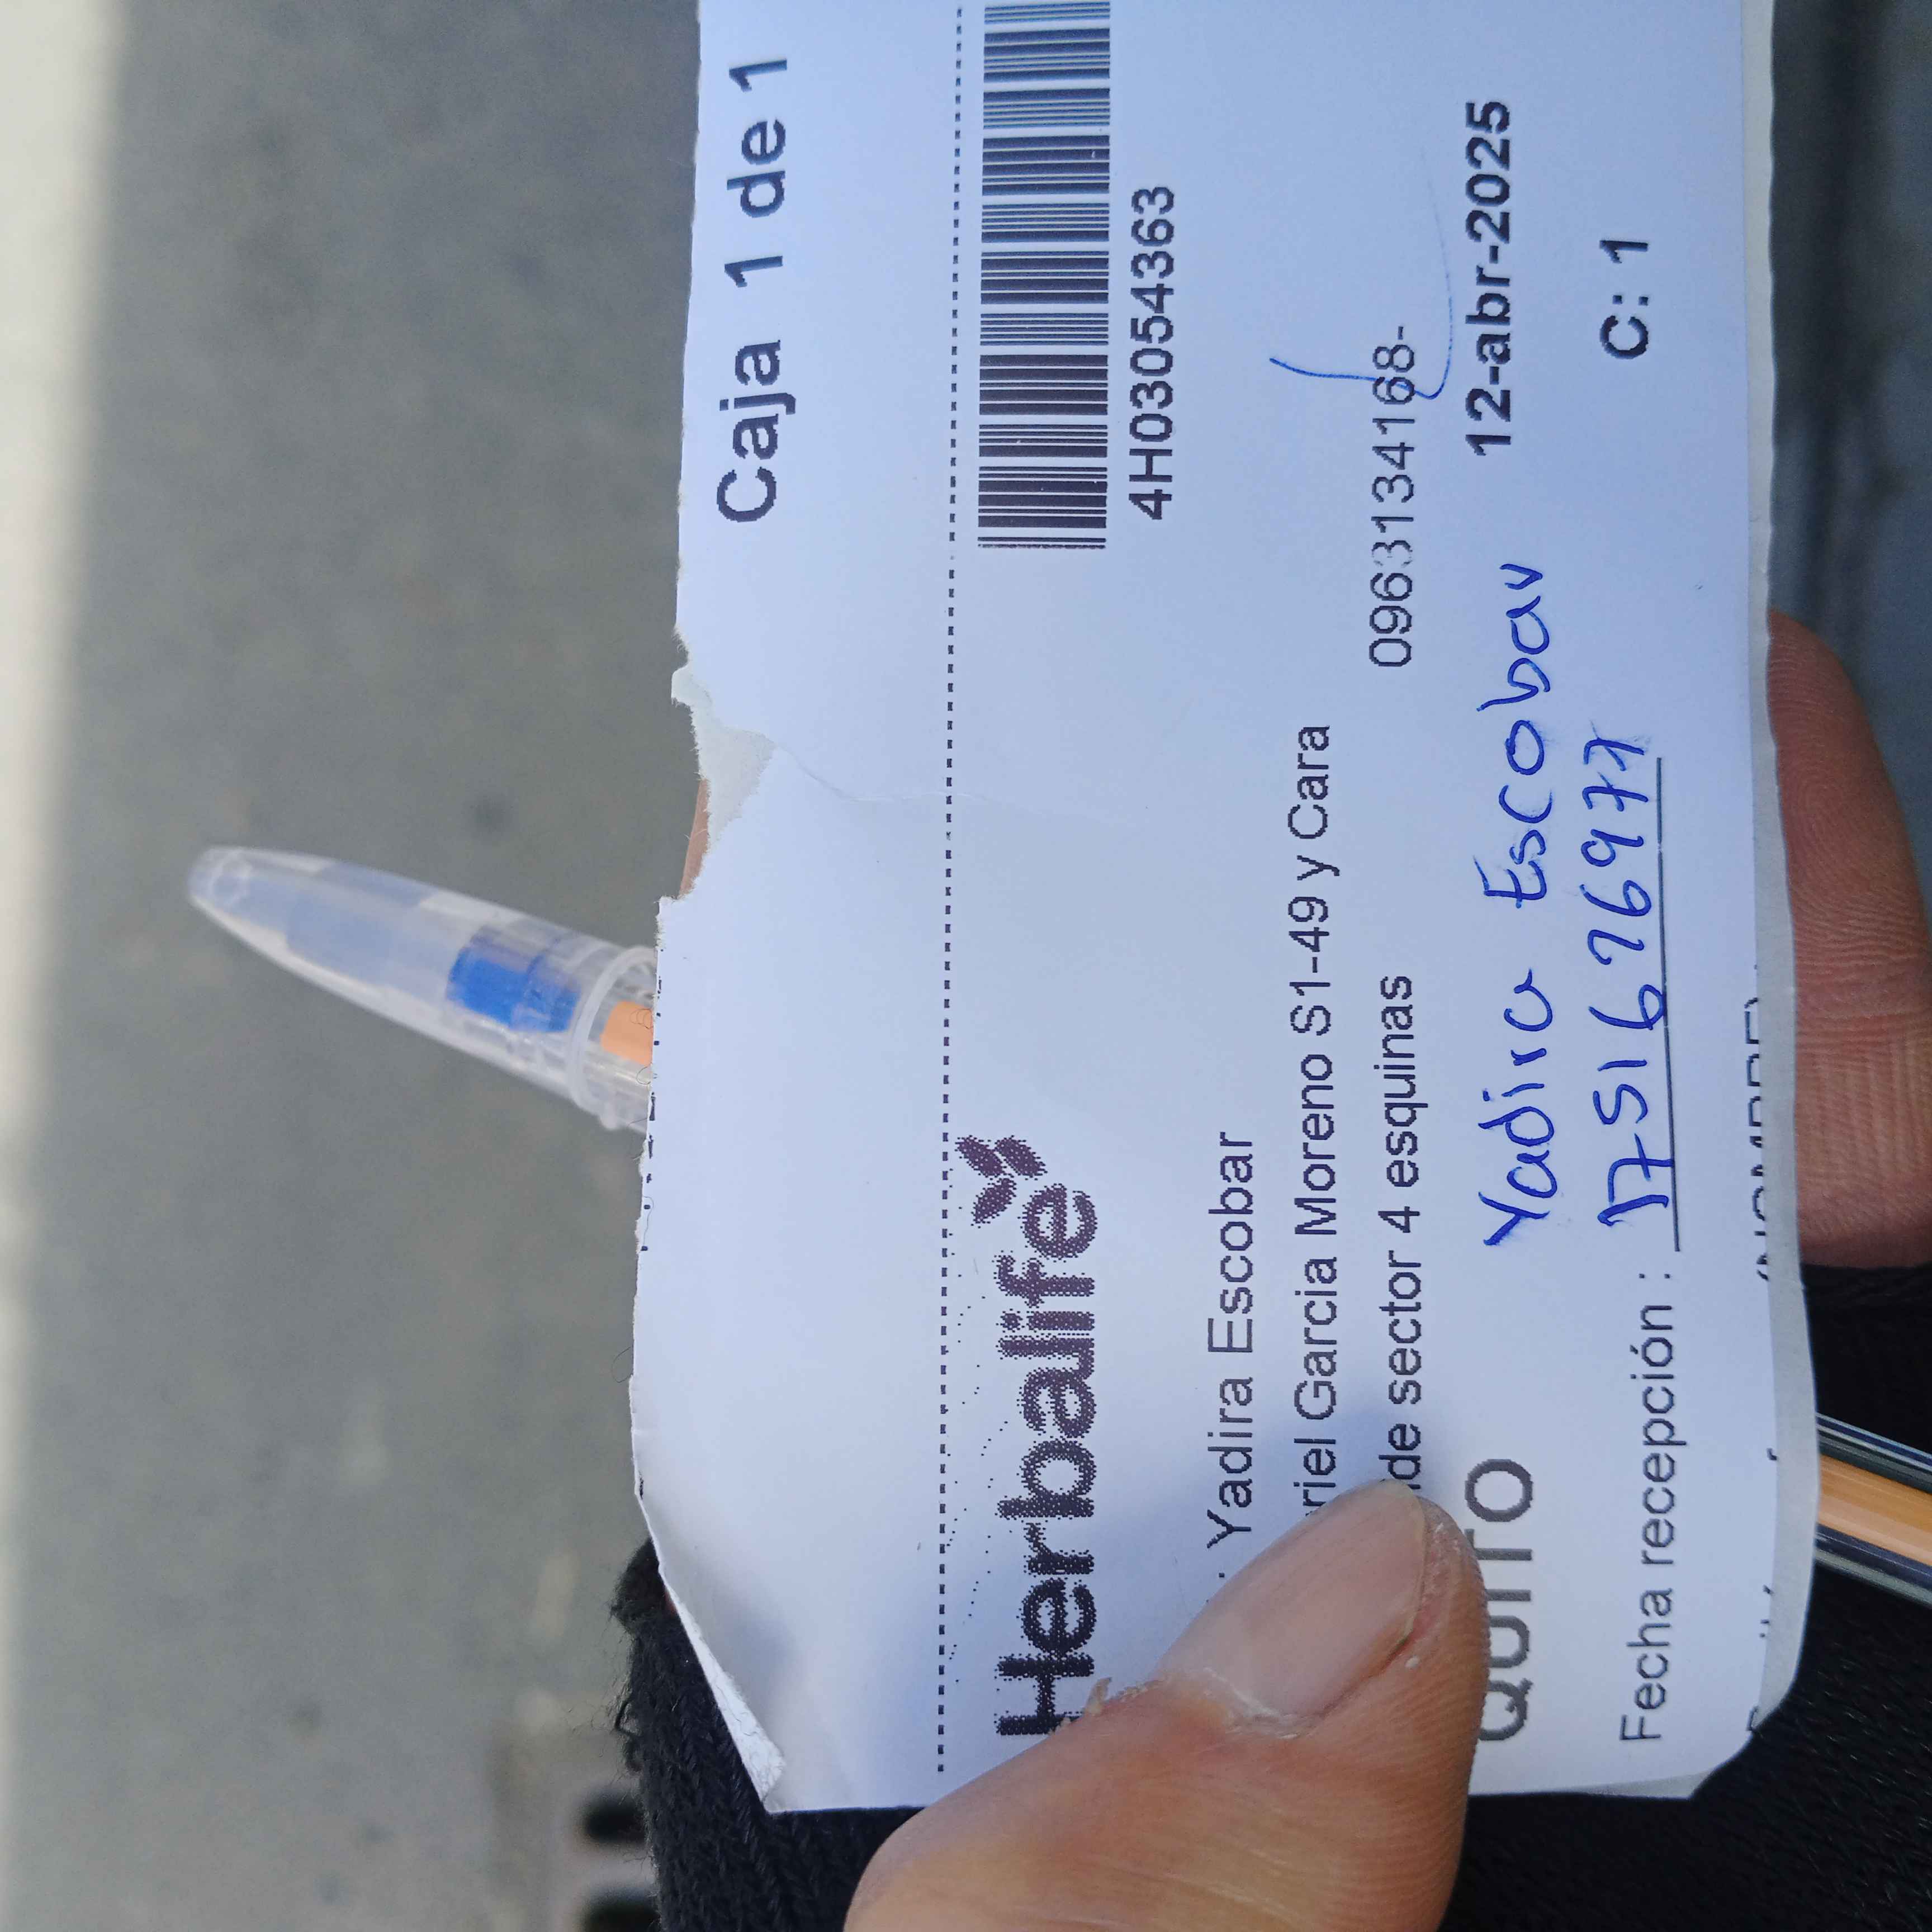 Caja 1 de 1
Herbalife
4H03054363
Yadira Escobar
riel Garcia Moreno S1-49 y Cara
de sector 4 esquinas 0963134168-
QUITO 12-abr-2025
Yadira Escobar
1751626977
Fecha recepción :
C: 1